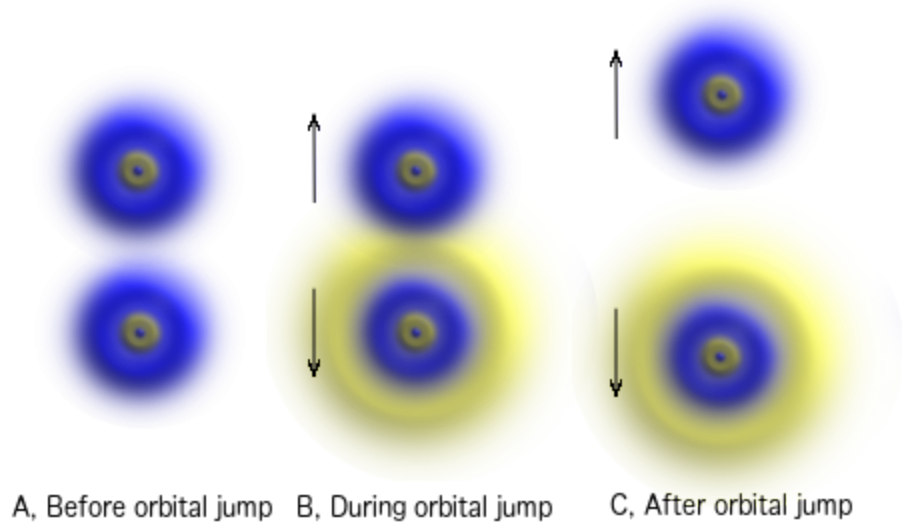 A, Before orbital jump
B, During orbital jump
C, After orbital jump